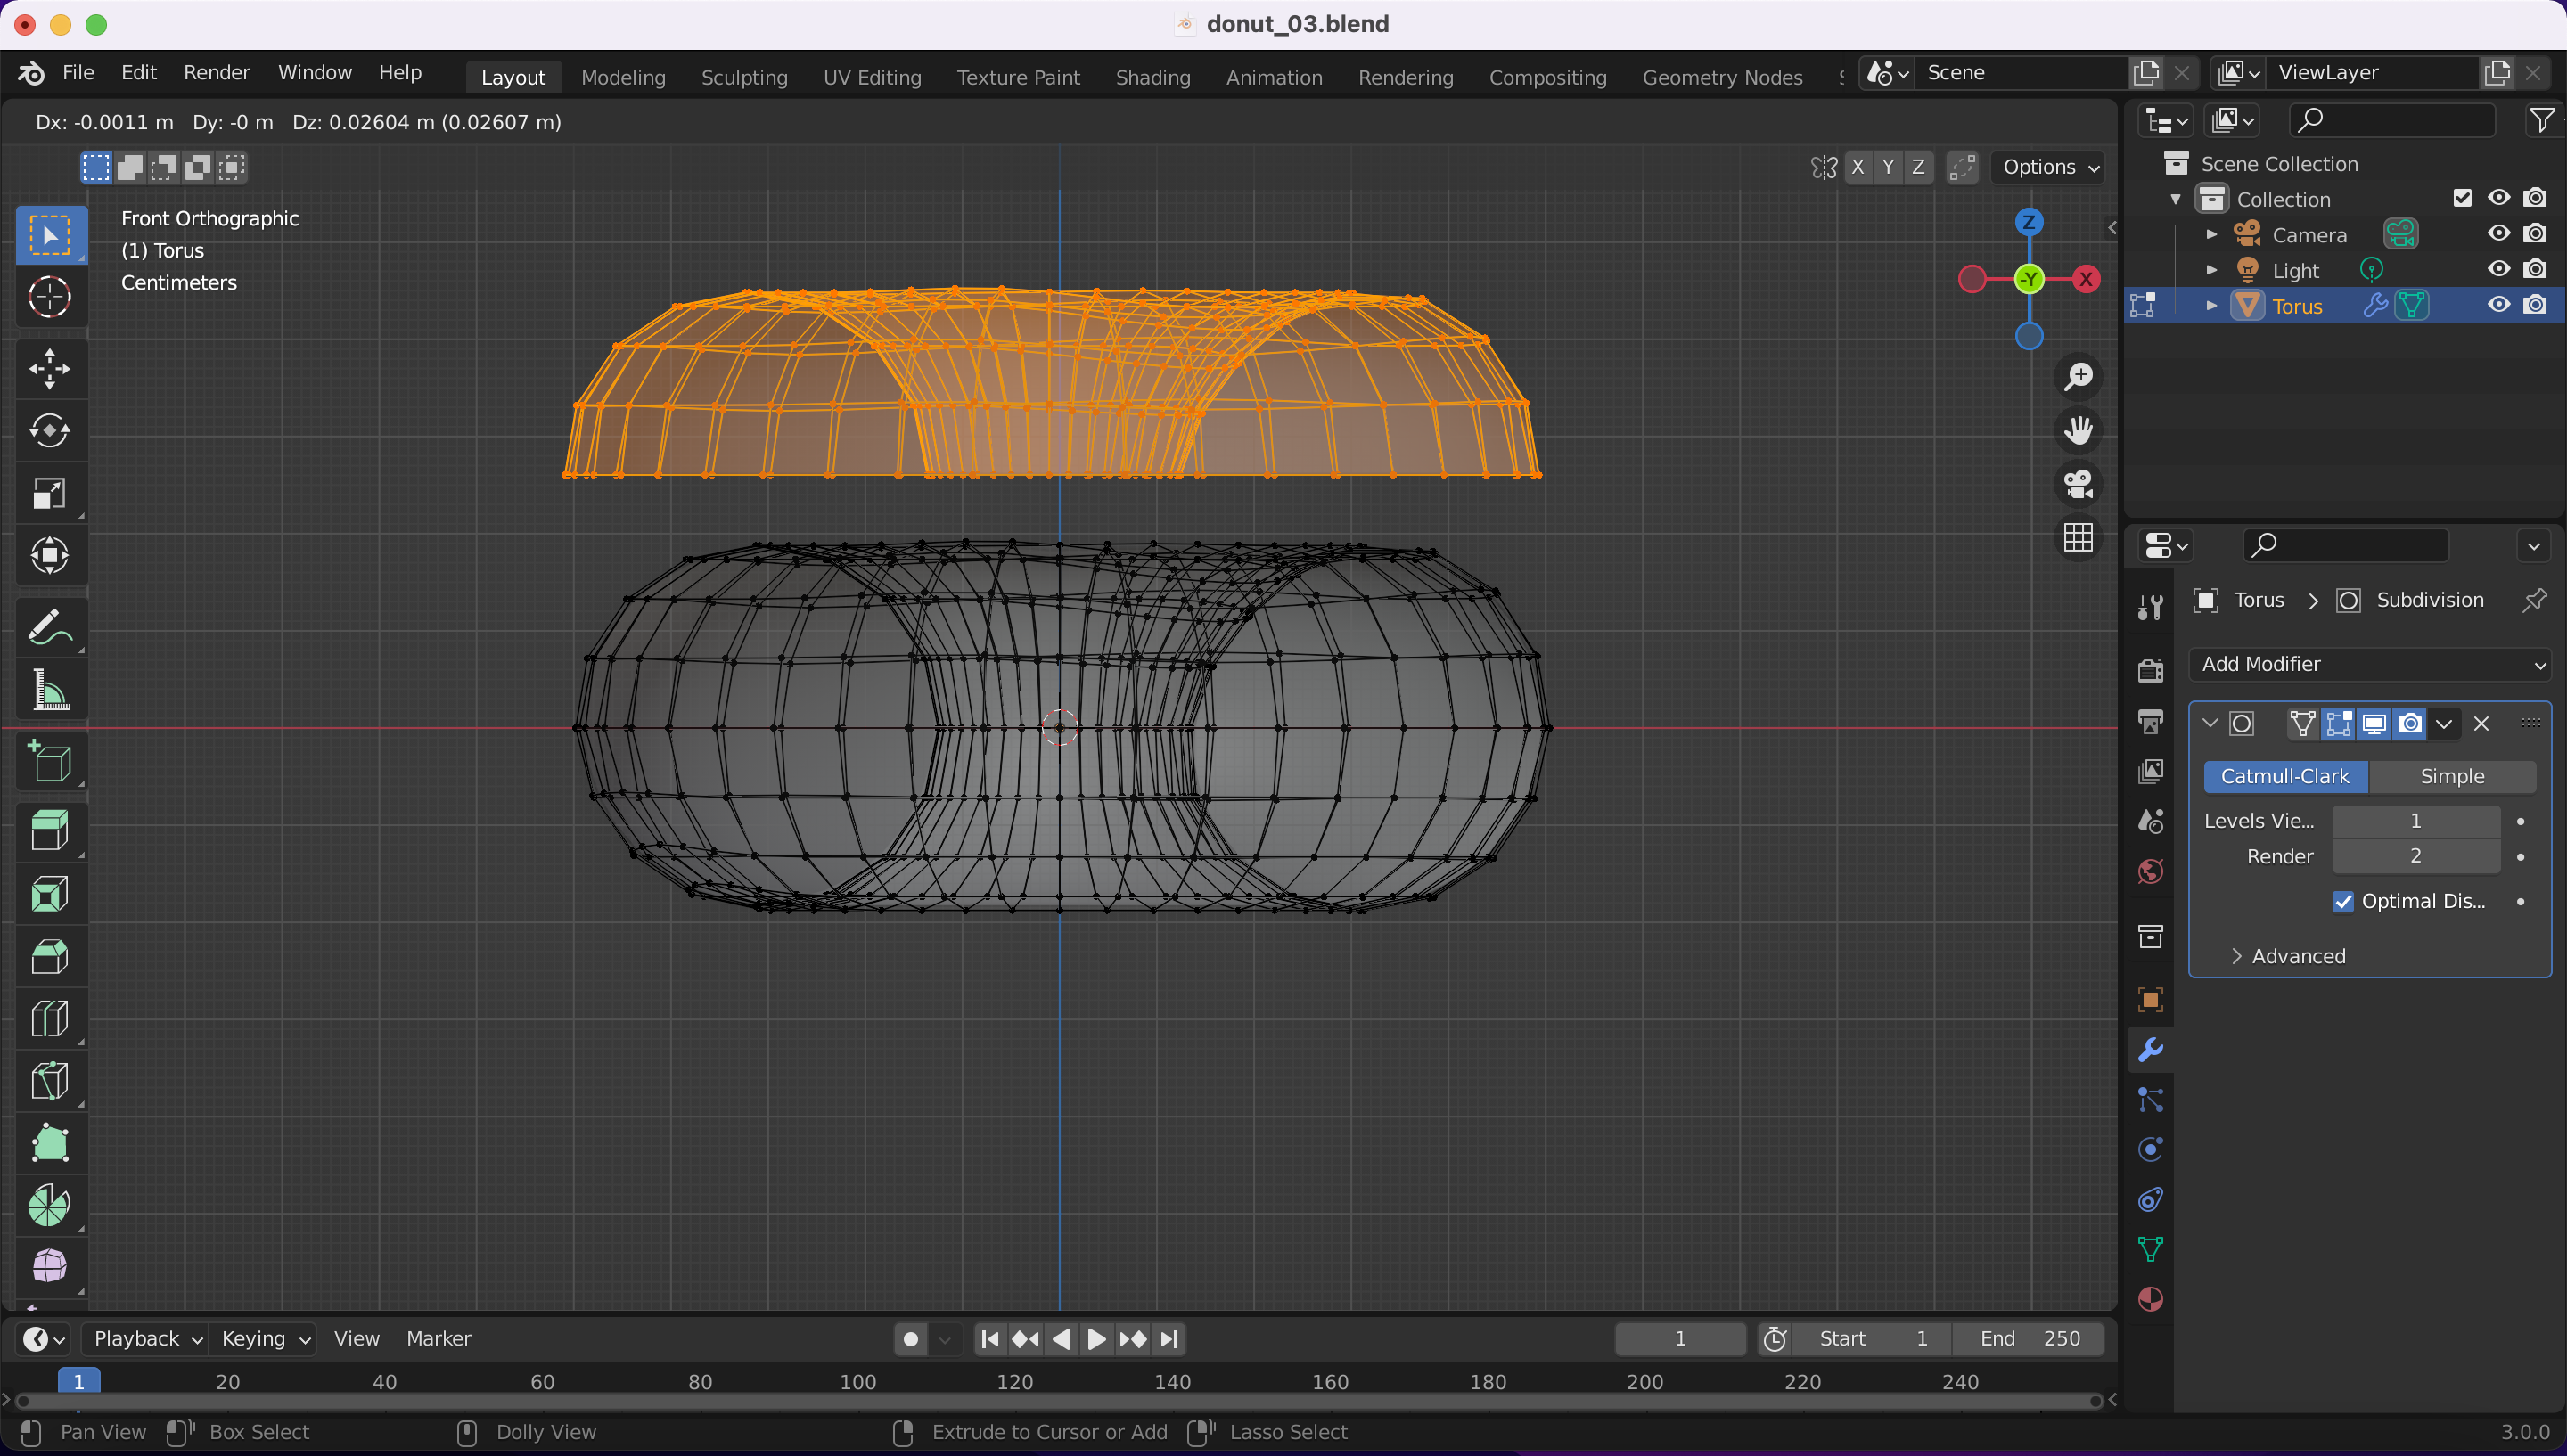 donut_03.blend
File Edit Render Window Help Layout Modeling Sculpting UV Editing Texture Paint Shading Animation Rendering Compositing Geometry Nodes Scene ViewLayer
Dx: -0.0011 m Dy: -0 m Dz: 0.02604 m (0.02607 m)
X Y Z Options
Front Orthographic
(1) Torus
Centimeters
Z
-Y
X
Scene Collection
Collection
Camera
Light
Torus
Torus > Subdivision
Add Modifier
Catmull-Clark Simple
Levels Vie... 1
Render 2
Optimal Dis...
Advanced
Playback Keying View Marker 1 Start 1 End 250
1 20 40 60 80 100 120 140 160 180 200 220 240
Pan View Box Select Dolly View Extrude to Cursor or Add Lasso Select 3.0.0